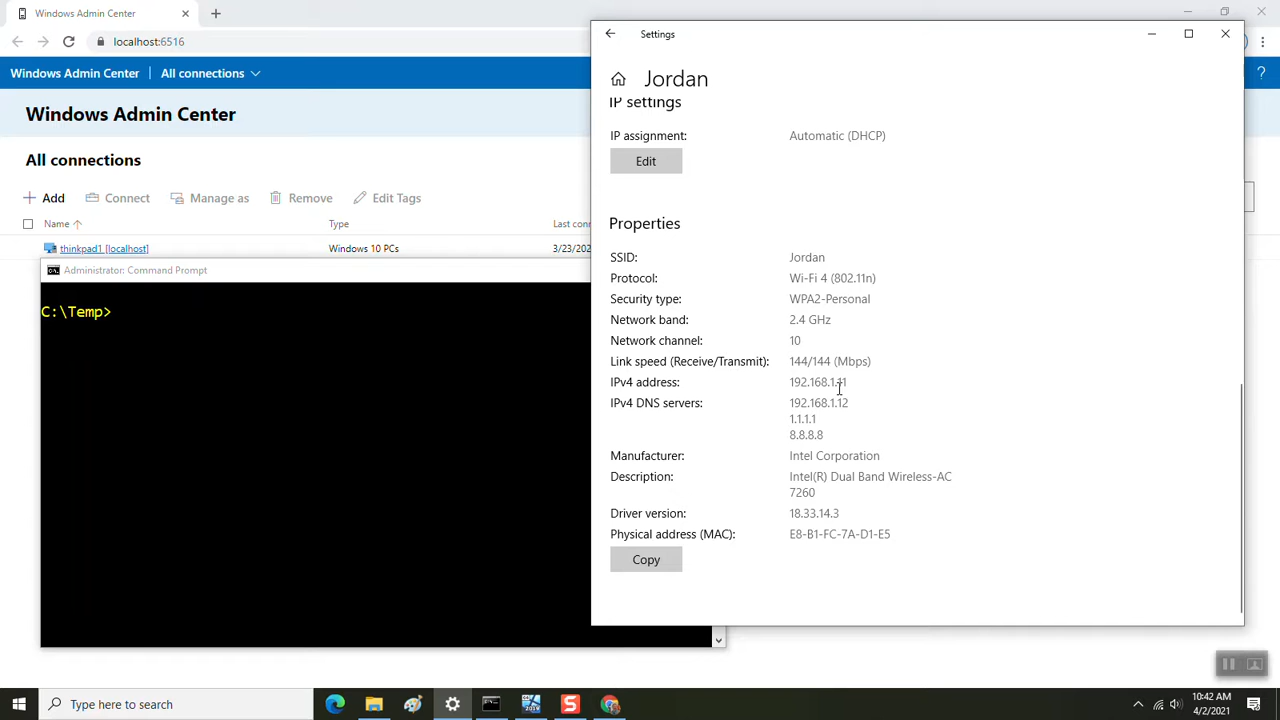 Windows Admin Center
localhost:6516
Windows Admin Center
All connections
?
Windows Admin Center
All connections
Add
Connect
Manage as
Remove
Edit Tags
Name
Type
Last conn
thinkpad1 [localhost]
Windows 10 PCs
3/23/202
Administrator: Command Prompt
C:\Temp>
Settings
Jordan
IP settings
IP assignment:
Automatic (DHCP)
Edit
Properties
SSID:
Jordan
Protocol:
Wi-Fi 4 (802.11n)
Security type:
WPA2-Personal
Network band:
2.4 GHz
Network channel:
10
Link speed (Receive/Transmit):
144/144 (Mbps)
IPv4 address:
192.168.1.11
IPv4 DNS servers:
192.168.1.12
1.1.1.1
8.8.8.8
Manufacturer:
Intel Corporation
Description:
Intel(R) Dual Band Wireless-AC
7260
Driver version:
18.33.14.3
Physical address (MAC):
E8-B1-FC-7A-D1-E5
Copy
Type here to search
10:42 AM
4/2/2021